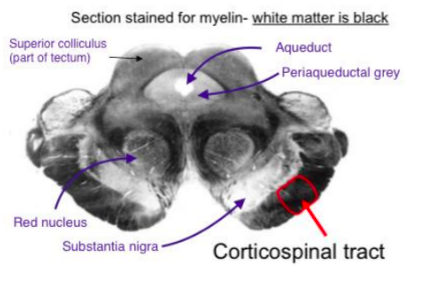 Section stained for myelin- white matter is black
Superior colliculus
(part of tectum)
Aqueduct
Periaqueductal grey
Red nucleus
Substantia nigra
Corticospinal tract